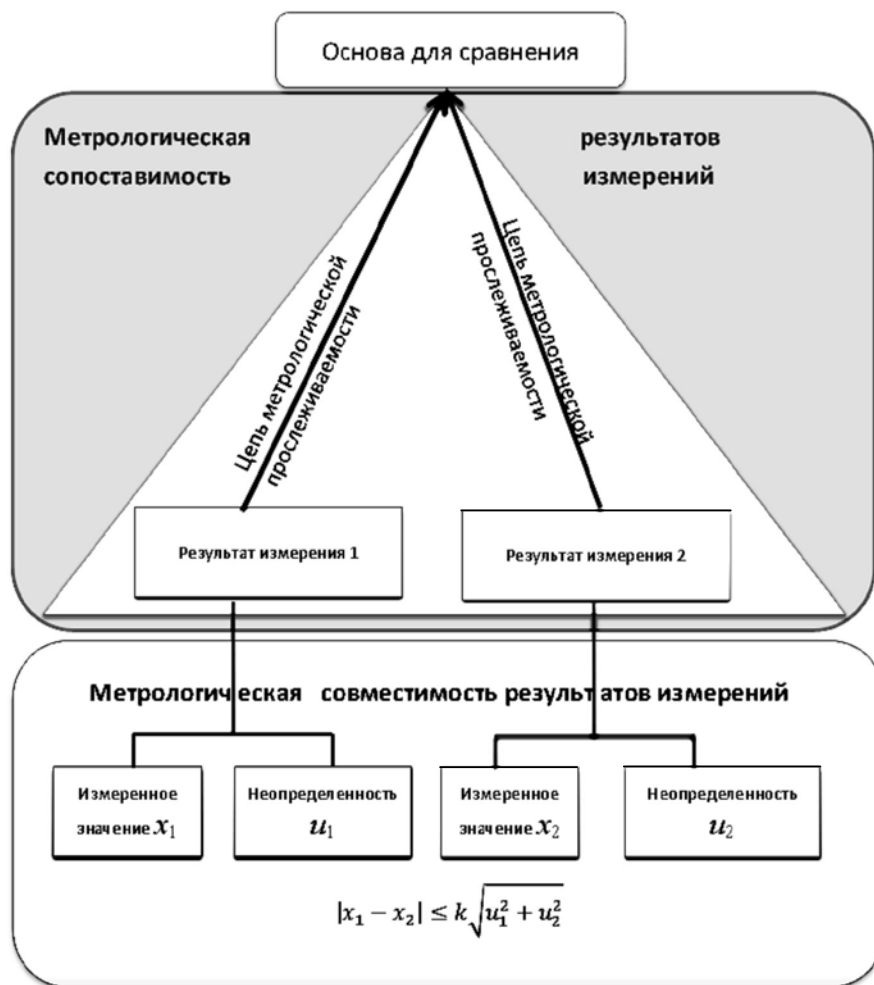 Основа для сравнения
Метрологическая
сопоставимость
результатов
измерений
Цепь метрологической
прослеживаемости
Цепь метрологической
прослеживаемости
Результат измерения 1
Результат измерения 2
Метрологическая совместимость результатов измерений
Измеренное
значение x₁
Неопределенность
u₁
Измеренное
значение x₂
Неопределенность
u₂
|x₁ − x₂| ≤ k√(u₁² + u₂²)